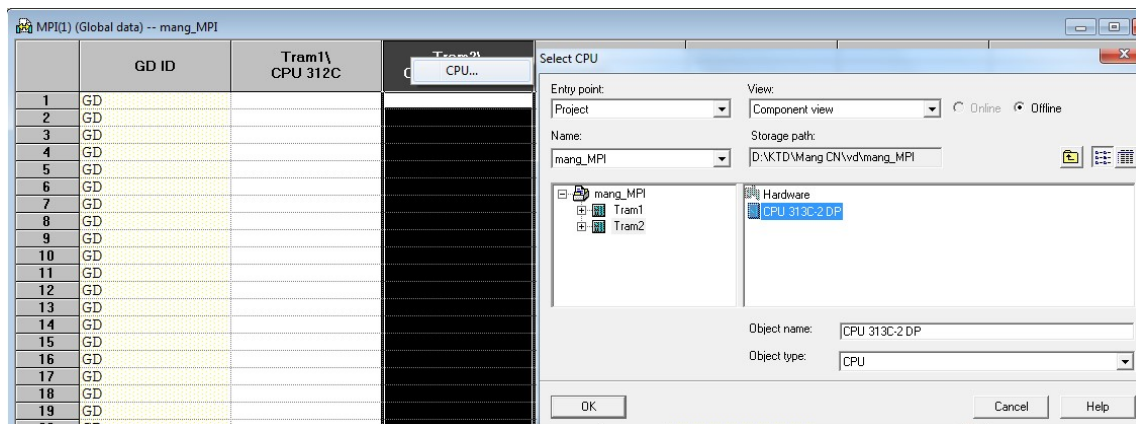 MPI(1) (Global data) -- mang_MPI
GD ID
Tram1\
CPU 312C
Tram2\
C
CPU...
1 GD
2 GD
3 GD
4 GD
5 GD
6 GD
7 GD
8 GD
9 GD
10 GD
11 GD
12 GD
13 GD
14 GD
15 GD
16 GD
17 GD
18 GD
19 GD
Select CPU
Entry point:
Project
View:
Component view
Online
Offline
Name:
mang_MPI
Storage path:
D:\KTD\Mang CN\vd\mang_MPI
mang_MPI
Tram1
Tram2
Hardware
CPU 313C-2 DP
Object name:
CPU 313C-2 DP
Object type:
CPU
OK
Cancel
Help